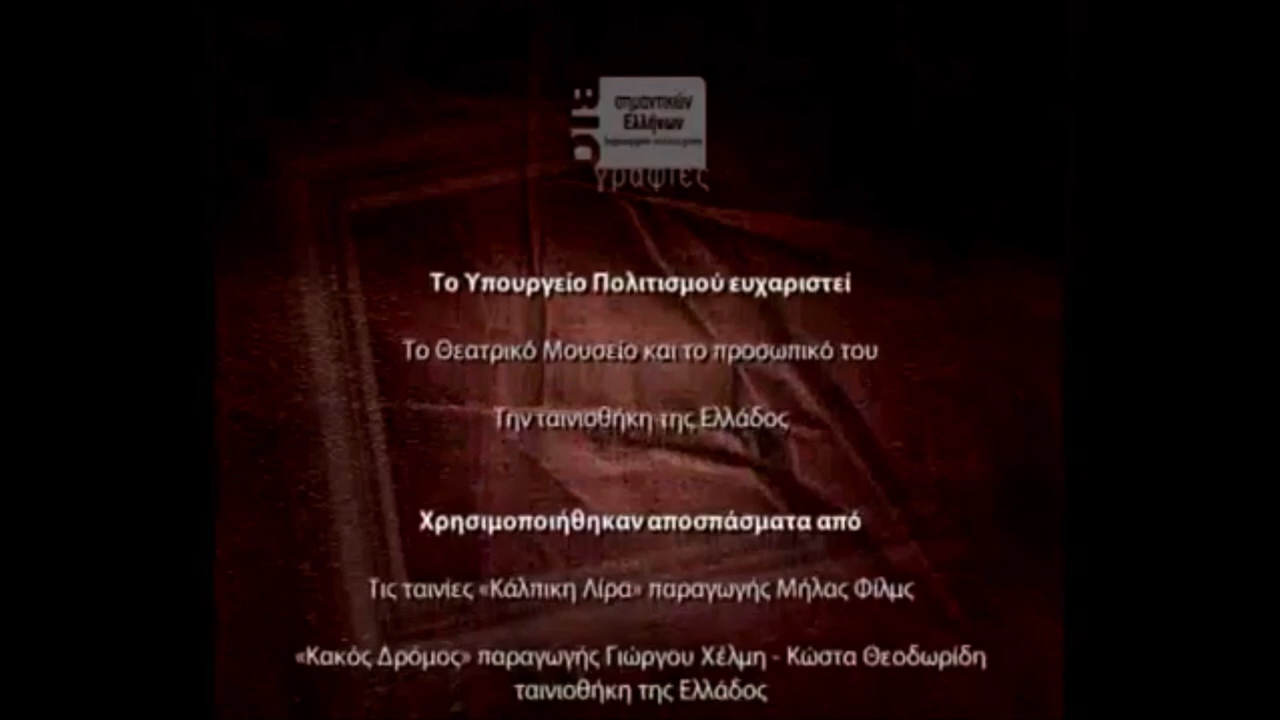 σημαντικών
Ελλήνων
γραφίες
Το Υπουργείο Πολιτισμού ευχαριστεί
Το Θεατρικό Μουσείο και το προσωπικό του
Την ταινιοθήκη της Ελλάδος
Χρησιμοποιήθηκαν αποσπάσματα από
Τις ταινίες «Κάλπικη Λίρα» παραγωγής Μήλας Φίλμς
«Κακός Δρόμος» παραγωγής Γιώργου Χέλμη - Κώστα Θεοδωρίδη
ταινιοθήκη της Ελλάδος